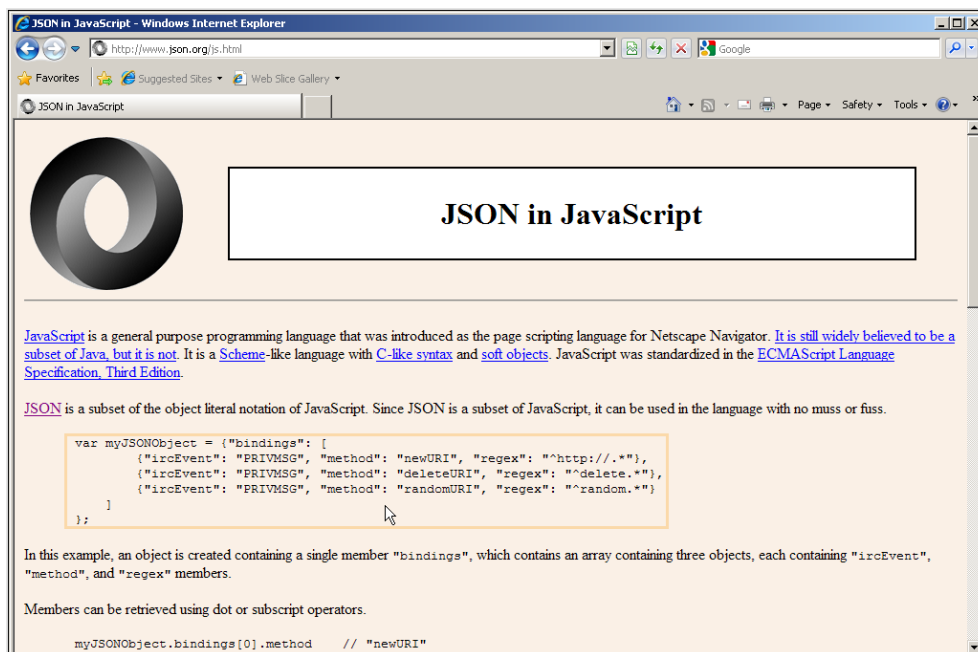 JSON in JavaScript - Windows Internet Explorer
http://www.json.org/js.html
Google
Favorites
Suggested Sites
Web Slice Gallery
JSON in JavaScript
Page
Safety
Tools
JSON in JavaScript
JavaScript is a general purpose programming language that was introduced as the page scripting language for Netscape Navigator. It is still widely believed to be a
subset of Java, but it is not. It is a Scheme-like language with C-like syntax and soft objects. JavaScript was standardized in the ECMAScript Language
Specification, Third Edition.
JSON is a subset of the object literal notation of JavaScript. Since JSON is a subset of JavaScript, it can be used in the language with no muss or fuss.
var myJSONObject = {"bindings": [
{"ircEvent": "PRIVMSG", "method": "newURI", "regex": "^http://.*"},
{"ircEvent": "PRIVMSG", "method": "deleteURI", "regex": "^delete.*"},
{"ircEvent": "PRIVMSG", "method": "randomURI", "regex": "^random.*"}
]
};
In this example, an object is created containing a single member "bindings", which contains an array containing three objects, each containing "ircEvent",
"method", and "regex" members.
Members can be retrieved using dot or subscript operators.
myJSONObject.bindings[0].method    // "newURI"